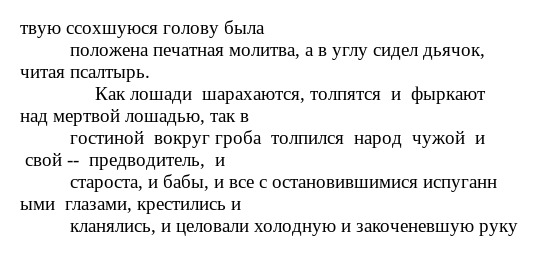 твую ссохшуюся голову была
положена печатная молитва, а в углу сидел дьячок,
читая псалтырь.
Как лошади шарахаются, толпятся и фыркают
над мертвой лошадью, так в
гостиной вокруг гроба толпился народ чужой и
свой -- предводитель, и
староста, и бабы, и все с остановившимися испуганн
ыми глазами, крестились и
кланялись, и целовали холодную и закоченевшую руку